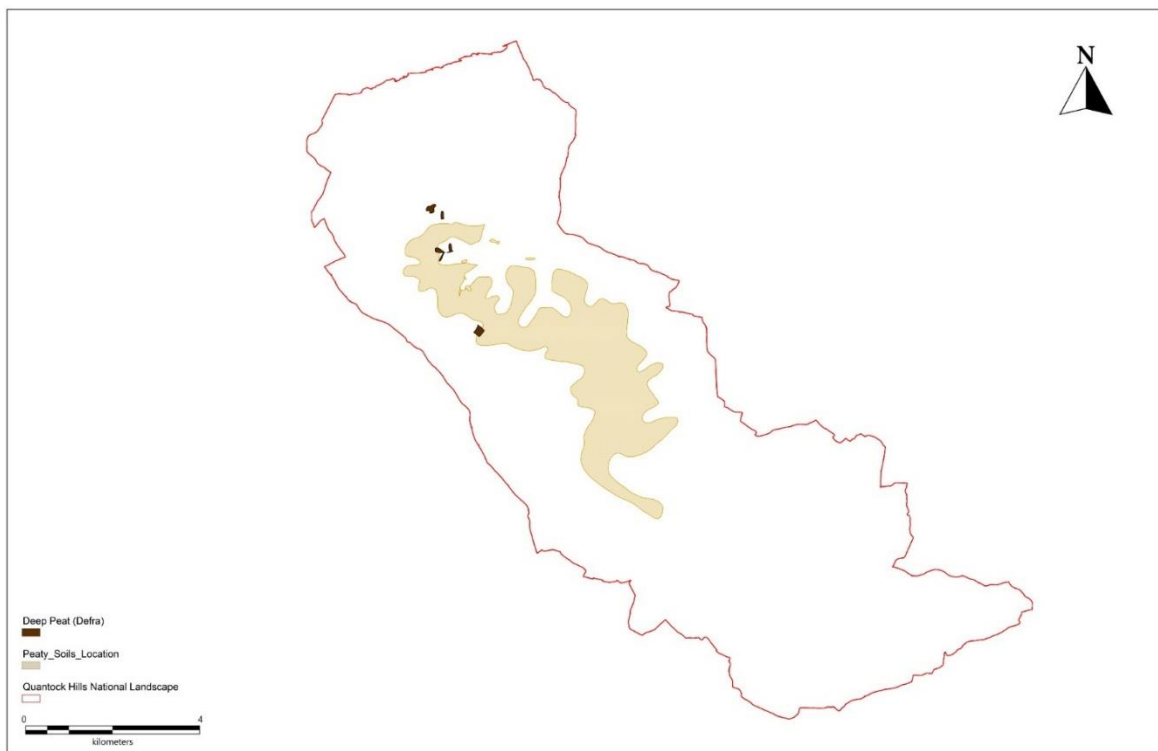 N
Deep Peat (Defra)
Peaty_Soils_Location
Quantock Hills National Landscape
0 4
kilometers